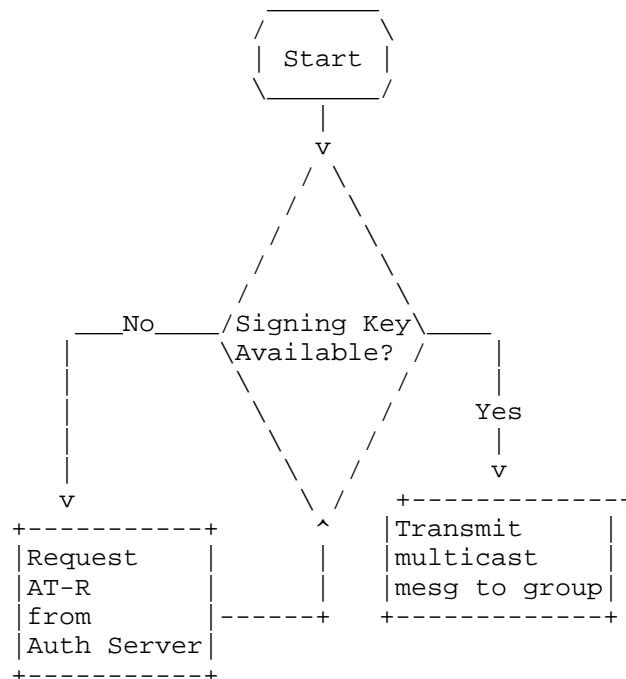 Start
No
Signing Key
Available?
Yes
Request
AT-R
from
Auth Server
Transmit
multicast
mesg to group